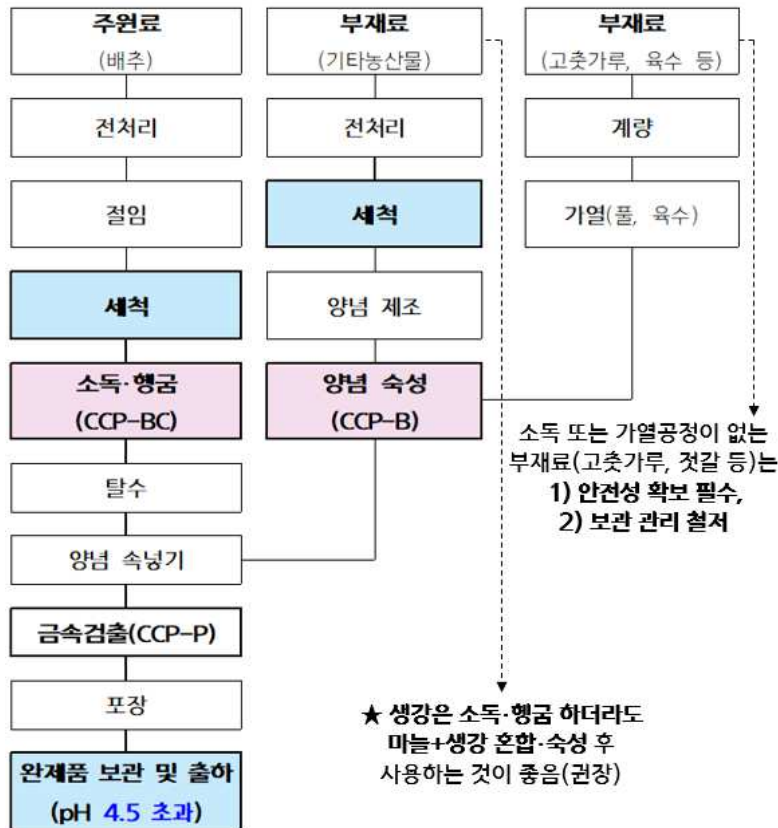 주원료
(배추)
전처리
절임
세척
소독·헹굼
(CCP-BC)
탈수
양념 속넣기
금속검출(CCP-P)
포장
완제품 보관 및 출하
(pH 4.5 초과)
부재료
(기타농산물)
전처리
세척
양념 제조
양념 숙성
(CCP-B)
부재료
(고춧가루, 육수 등)
계량
가열(풀, 육수)
소독 또는 가열공정이 없는
부재료(고춧가루, 젓갈 등)는
1) 안전성 확보 필수,
2) 보관 관리 철저
★ 생강은 소독·헹굼 하더라도
마늘+생강 혼합·숙성 후
사용하는 것이 좋음(권장)